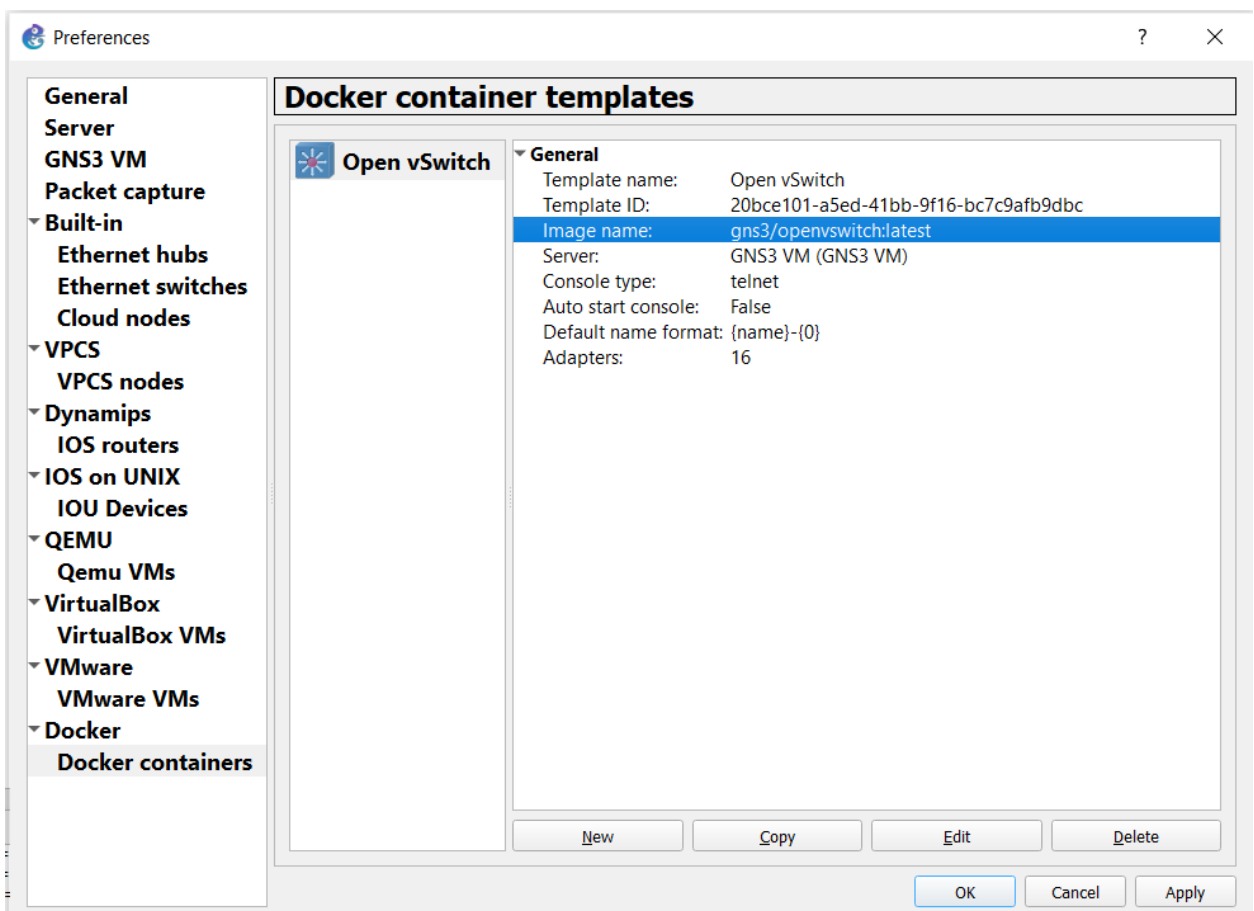 Preferences
?
General
Server
GNS3 VM
Packet capture
Built-in
Ethernet hubs
Ethernet switches
Cloud nodes
VPCS
VPCS nodes
Dynamips
IOS routers
IOS on UNIX
IOU Devices
QEMU
Qemu VMs
VirtualBox
VirtualBox VMs
VMware
VMware VMs
Docker
Docker containers
Docker container templates
Open vSwitch
General
Template name: Open vSwitch
Template ID: 20bce101-a5ed-41bb-9f16-bc7c9afb9dbc
Image name: gns3/openvswitch:latest
Server: GNS3 VM (GNS3 VM)
Console type: telnet
Auto start console: False
Default name format: {name}-{0}
Adapters: 16
New Copy Edit Delete
OK Cancel Apply